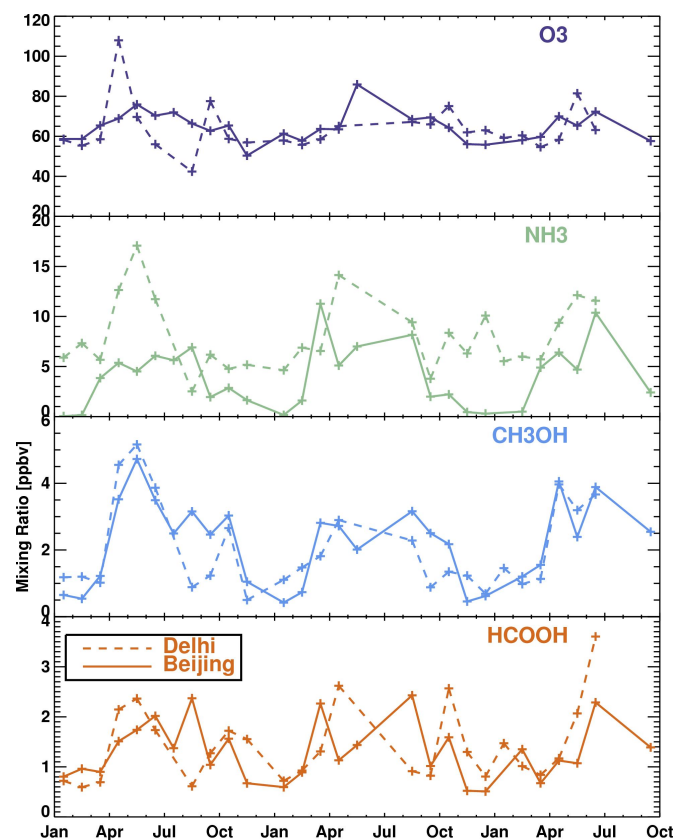 120
O3
100
80
60
40
20
20
NH3
15
10
5
0
6
CH3OH
4
2
0
Mixing Ratio [ppbv]
4
HCOOH
Delhi
Beijing
3
2
1
0
Jan Apr Jul Oct Jan Apr Jul Oct Jan Apr Jul Oct